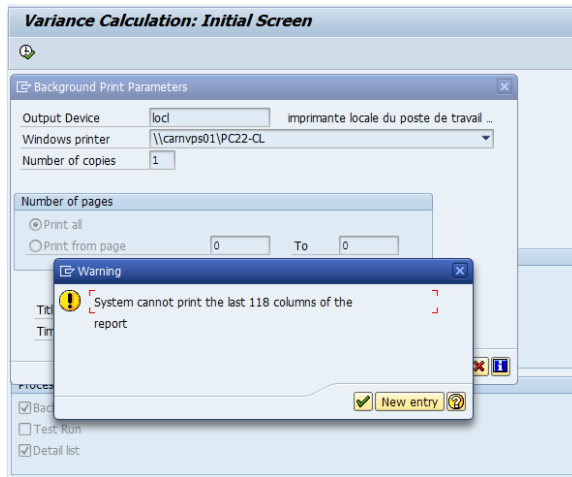 Variance Calculation: Initial Screen
Background Print Parameters
Output Device locl imprimante locale du poste de travail ...
Windows printer \\carnvps01\PC22-CL
Number of copies 1
Number of pages
Print all
Print from page 0 To 0
Warning
System cannot print the last 118 columns of the
report
New entry
Test Run
Detail list